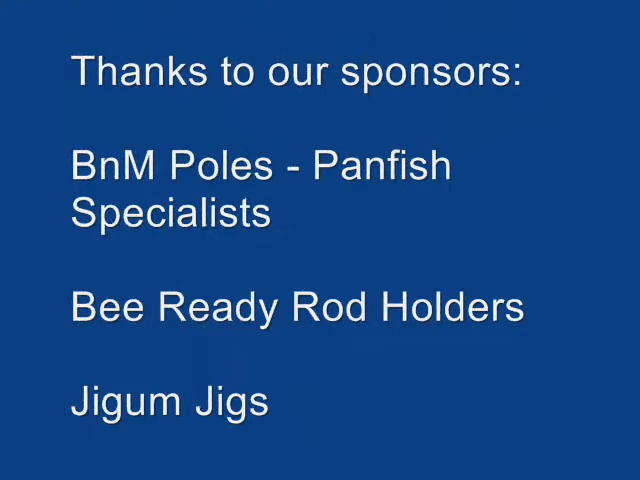 Thanks to our sponsors:
BnM Poles - Panfish
Specialists
Bee Ready Rod Holders
Jigum Jigs